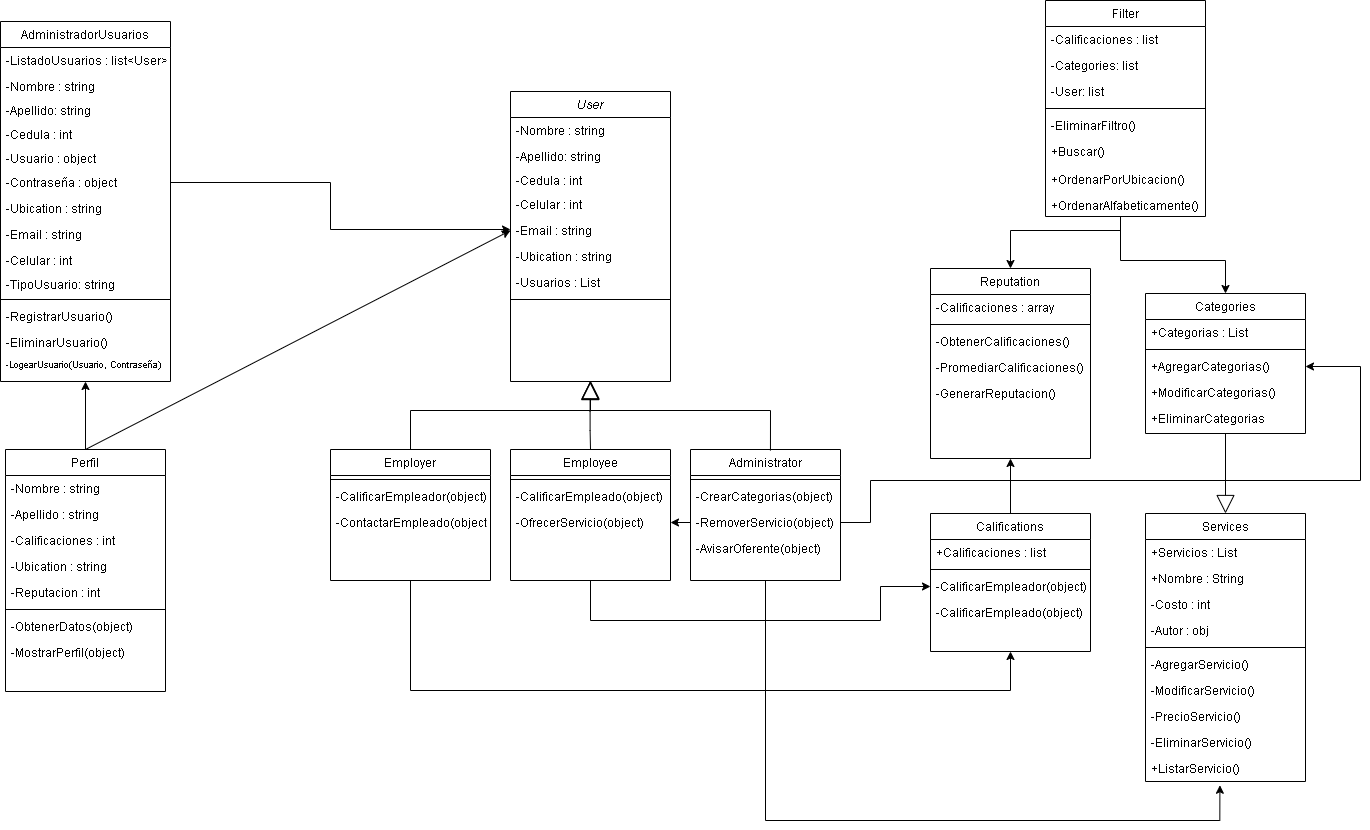 AdministradorUsuarios
-ListadoUsuarios : list<User>
-Nombre : string
-Apellido: string
-Cedula : int
-Usuario : object
-Contraseña : object
-Ubication : string
-Email : string
-Celular : int
-TipoUsuario: string
-RegistrarUsuario()
-EliminarUsuario()
-LogearUsuario(Usuario, Contraseña)
User
-Nombre : string
-Apellido: string
-Cedula : int
-Celular : int
-Email : string
-Ubication : string
-Usuarios : List
Filter
-Calificaciones : list
-Categories: list
-User: list
-EliminarFiltro()
+Buscar()
+OrdenarPorUbicacion()
+OrdenarAlfabeticamente()
Reputation
-Calificaciones : array
-ObtenerCalificaciones()
-PromediarCalificaciones()
-GenerarReputacion()
Categories
+Categorias : List
+AgregarCategorias()
+ModificarCategorias()
+EliminarCategorias
Perfil
-Nombre : string
-Apellido : string
-Calificaciones : int
-Ubication : string
-Reputacion : int
-ObtenerDatos(object)
-MostrarPerfil(object)
Employer
-CalificarEmpleador(object)
-ContactarEmpleado(object
Employee
-CalificarEmpleado(object)
-OfrecerServicio(object)
Administrator
-CrearCategorias(object)
-RemoverServicio(object)
-AvisarOferente(object)
Califications
+Calificaciones : list
-CalificarEmpleador(object)
-CalificarEmpleado(object)
Services
+Servicios : List
+Nombre : String
-Costo : int
-Autor : obj
-AgregarServicio()
-ModificarServicio()
-PrecioServicio()
-EliminarServicio()
+ListarServicio()